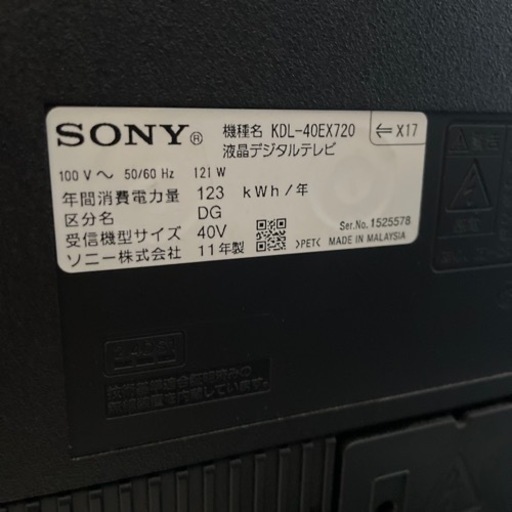 SONY® 機種名 KDL-40EX720 ⇐ X17
液晶デジタルテレビ
100 V～ 50/60 Hz 121 W
年間消費電力量 123 kWh/年
区分名 DG
受信機型サイズ 40V
ソニー株式会社 11年製
Ser.No. 1525578
>PET< MADE IN MALAYSIA